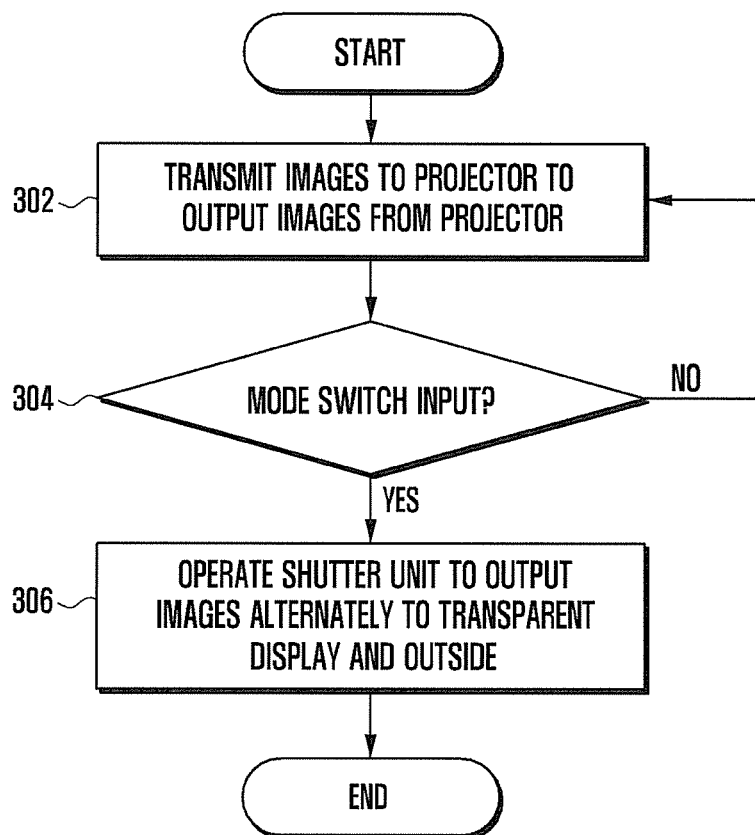 START
302
TRANSMIT IMAGES TO PROJECTOR TO
OUTPUT IMAGES FROM PROJECTOR
304
MODE SWITCH INPUT?
NO
YES
306
OPERATE SHUTTER UNIT TO OUTPUT
IMAGES ALTERNATELY TO TRANSPARENT
DISPLAY AND OUTSIDE
END